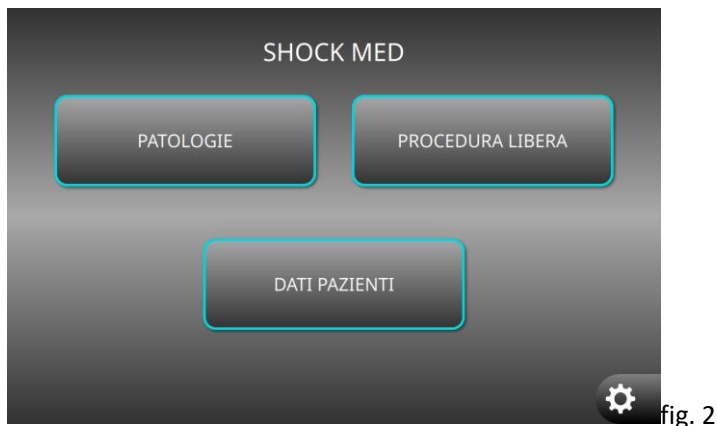 SHOCK MED
PATOLOGIE
PROCEDURA LIBERA
DATI PAZIENTI
fig. 2